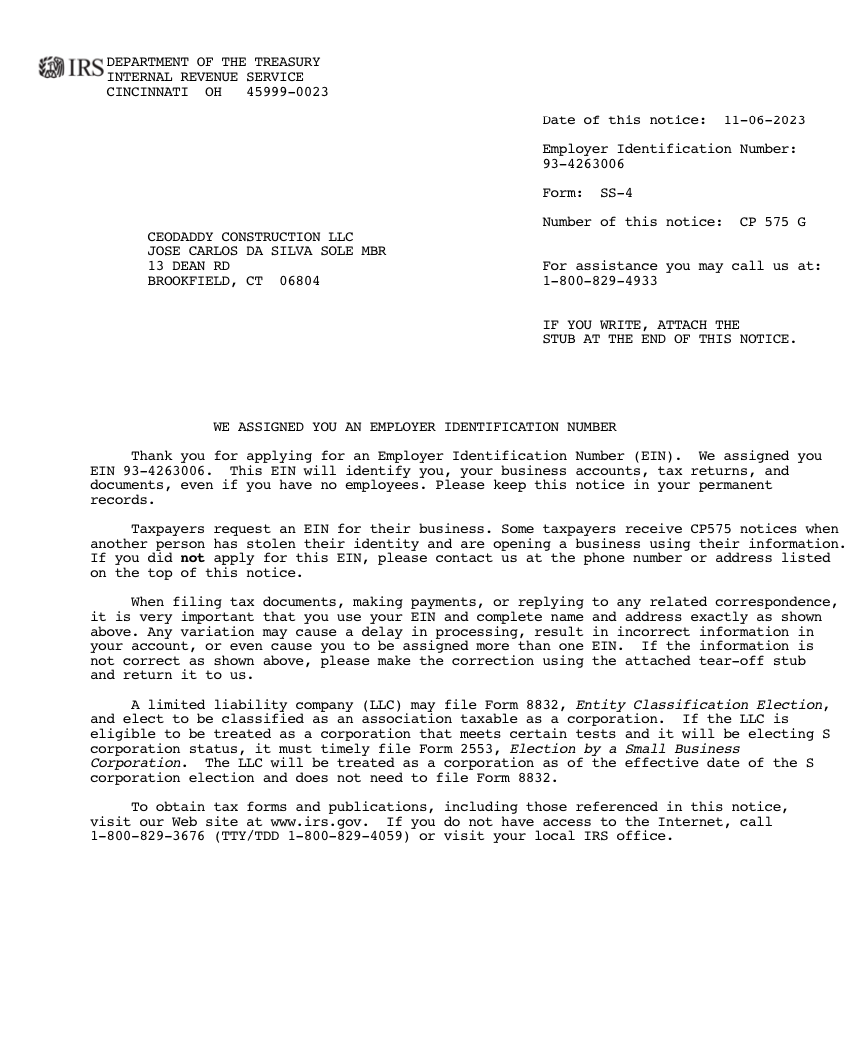 IRS DEPARTMENT OF THE TREASURY
INTERNAL REVENUE SERVICE
CINCINNATI OH 45999-0023
Date of this notice: 11-06-2023
Employer Identification Number:
93-4263006
Form: SS-4
Number of this notice: CP 575 G
CEODADDY CONSTRUCTION LLC
JOSE CARLOS DA SILVA SOLE MBR
13 DEAN RD
BROOKFIELD, CT 06804
For assistance you may call us at:
1-800-829-4933
IF YOU WRITE, ATTACH THE
STUB AT THE END OF THIS NOTICE.
WE ASSIGNED YOU AN EMPLOYER IDENTIFICATION NUMBER
Thank you for applying for an Employer Identification Number (EIN). We assigned you
EIN 93-4263006. This EIN will identify you, your business accounts, tax returns, and
documents, even if you have no employees. Please keep this notice in your permanent
records.
Taxpayers request an EIN for their business. Some taxpayers receive CP575 notices when
another person has stolen their identity and are opening a business using their information.
If you did not apply for this EIN, please contact us at the phone number or address listed
on the top of this notice.
When filing tax documents, making payments, or replying to any related correspondence,
it is very important that you use your EIN and complete name and address exactly as shown
above. Any variation may cause a delay in processing, result in incorrect information in
your account, or even cause you to be assigned more than one EIN. If the information is
not correct as shown above, please make the correction using the attached tear-off stub
and return it to us.
A limited liability company (LLC) may file Form 8832, Entity Classification Election,
and elect to be classified as an association taxable as a corporation. If the LLC is
eligible to be treated as a corporation that meets certain tests and it will be electing S
corporation status, it must timely file Form 2553, Election by a Small Business
Corporation. The LLC will be treated as a corporation as of the effective date of the S
corporation election and does not need to file Form 8832.
To obtain tax forms and publications, including those referenced in this notice,
visit our Web site at www.irs.gov. If you do not have access to the Internet, call
1-800-829-3676 (TTY/TDD 1-800-829-4059) or visit your local IRS office.